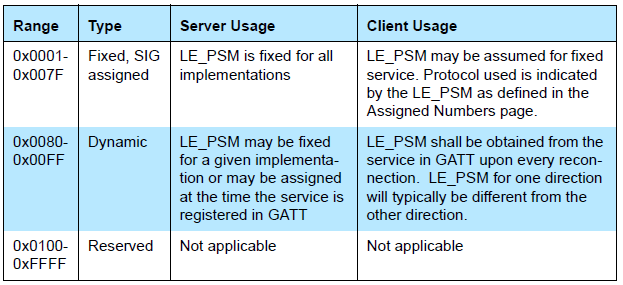 Range Type Server Usage Client Usage
0x0001- Fixed, SIG LE_PSM is fixed for all LE_PSM may be assumed for fixed
0x007F assigned implementations service. Protocol used is indicated
by the LE_PSM as defined in the
Assigned Numbers page.
0x0080- Dynamic LE_PSM may be fixed LE_PSM shall be obtained from the
0x00FF for a given implementa- service in GATT upon every recon-
tion or may be assigned nection. LE_PSM for one direction
at the time the service is will typically be different from the
registered in GATT other direction.
0x0100- Reserved Not applicable Not applicable
0xFFFF